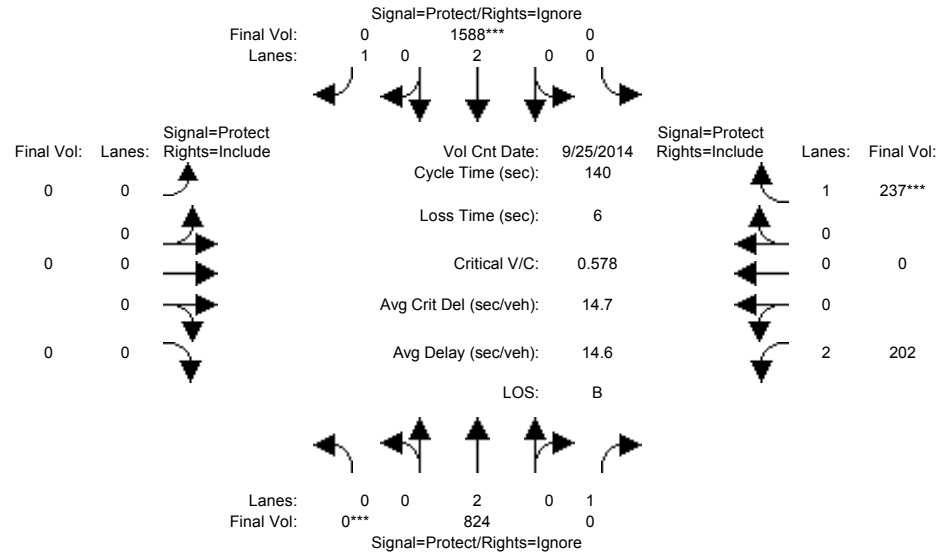 Signal=Protect/Rights=Ignore
Final Vol: 0 1588*** 0
Lanes: 1 0 2 0 0
Signal=Protect Signal=Protect
Final Vol: Lanes: Rights=Include Vol Cnt Date: 9/25/2014 Rights=Include Lanes: Final Vol:
Cycle Time (sec): 140
0 0 1 237***
Loss Time (sec): 6
0 0
0 0 Critical V/C: 0.578 0 0
0 Avg Crit Del (sec/veh): 14.7 0
0 0 Avg Delay (sec/veh): 14.6 2 202
LOS: B
Lanes: 0 0 2 0 1
Final Vol: 0*** 824 0
Signal=Protect/Rights=Ignore